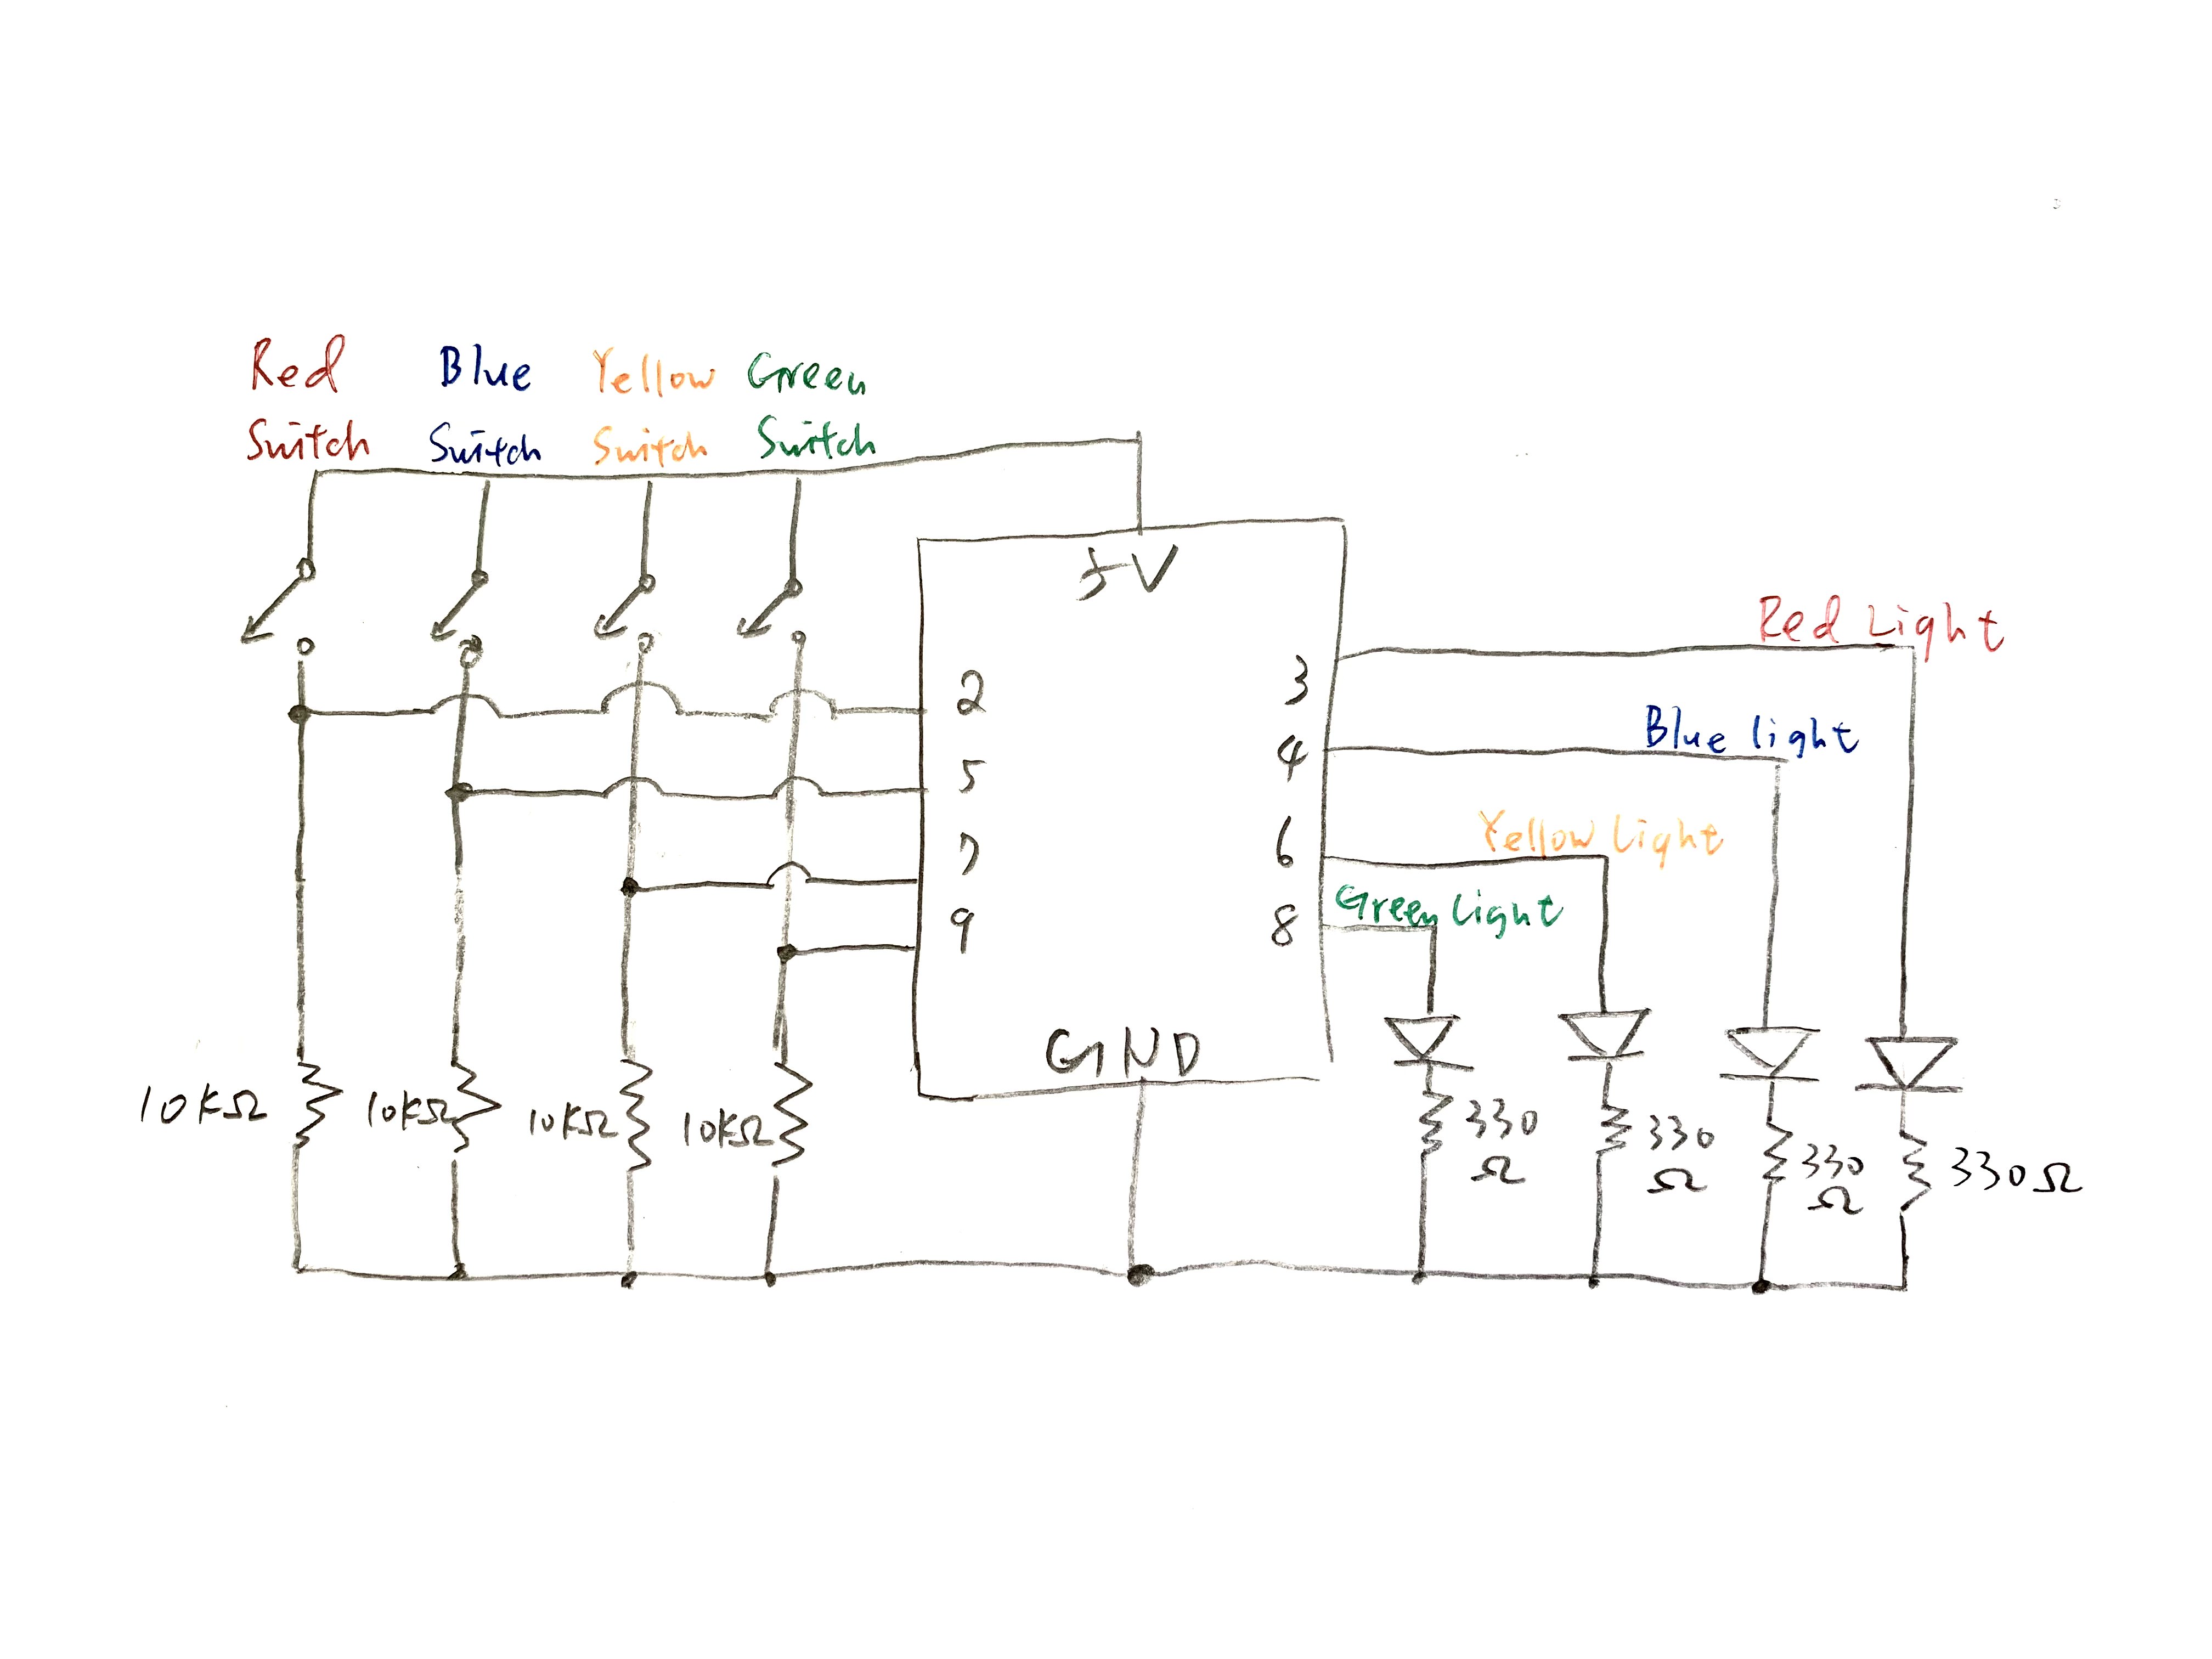 Red Blue Yellow Green
Switch Switch Switch Switch
5V
Red Light
2
3
Blue light
4
5
Yellow Light
6
7
Green Light
8
9
GND
10KΩ 10KΩ 10KΩ 10KΩ
330
Ω
330
Ω
330
Ω
330Ω